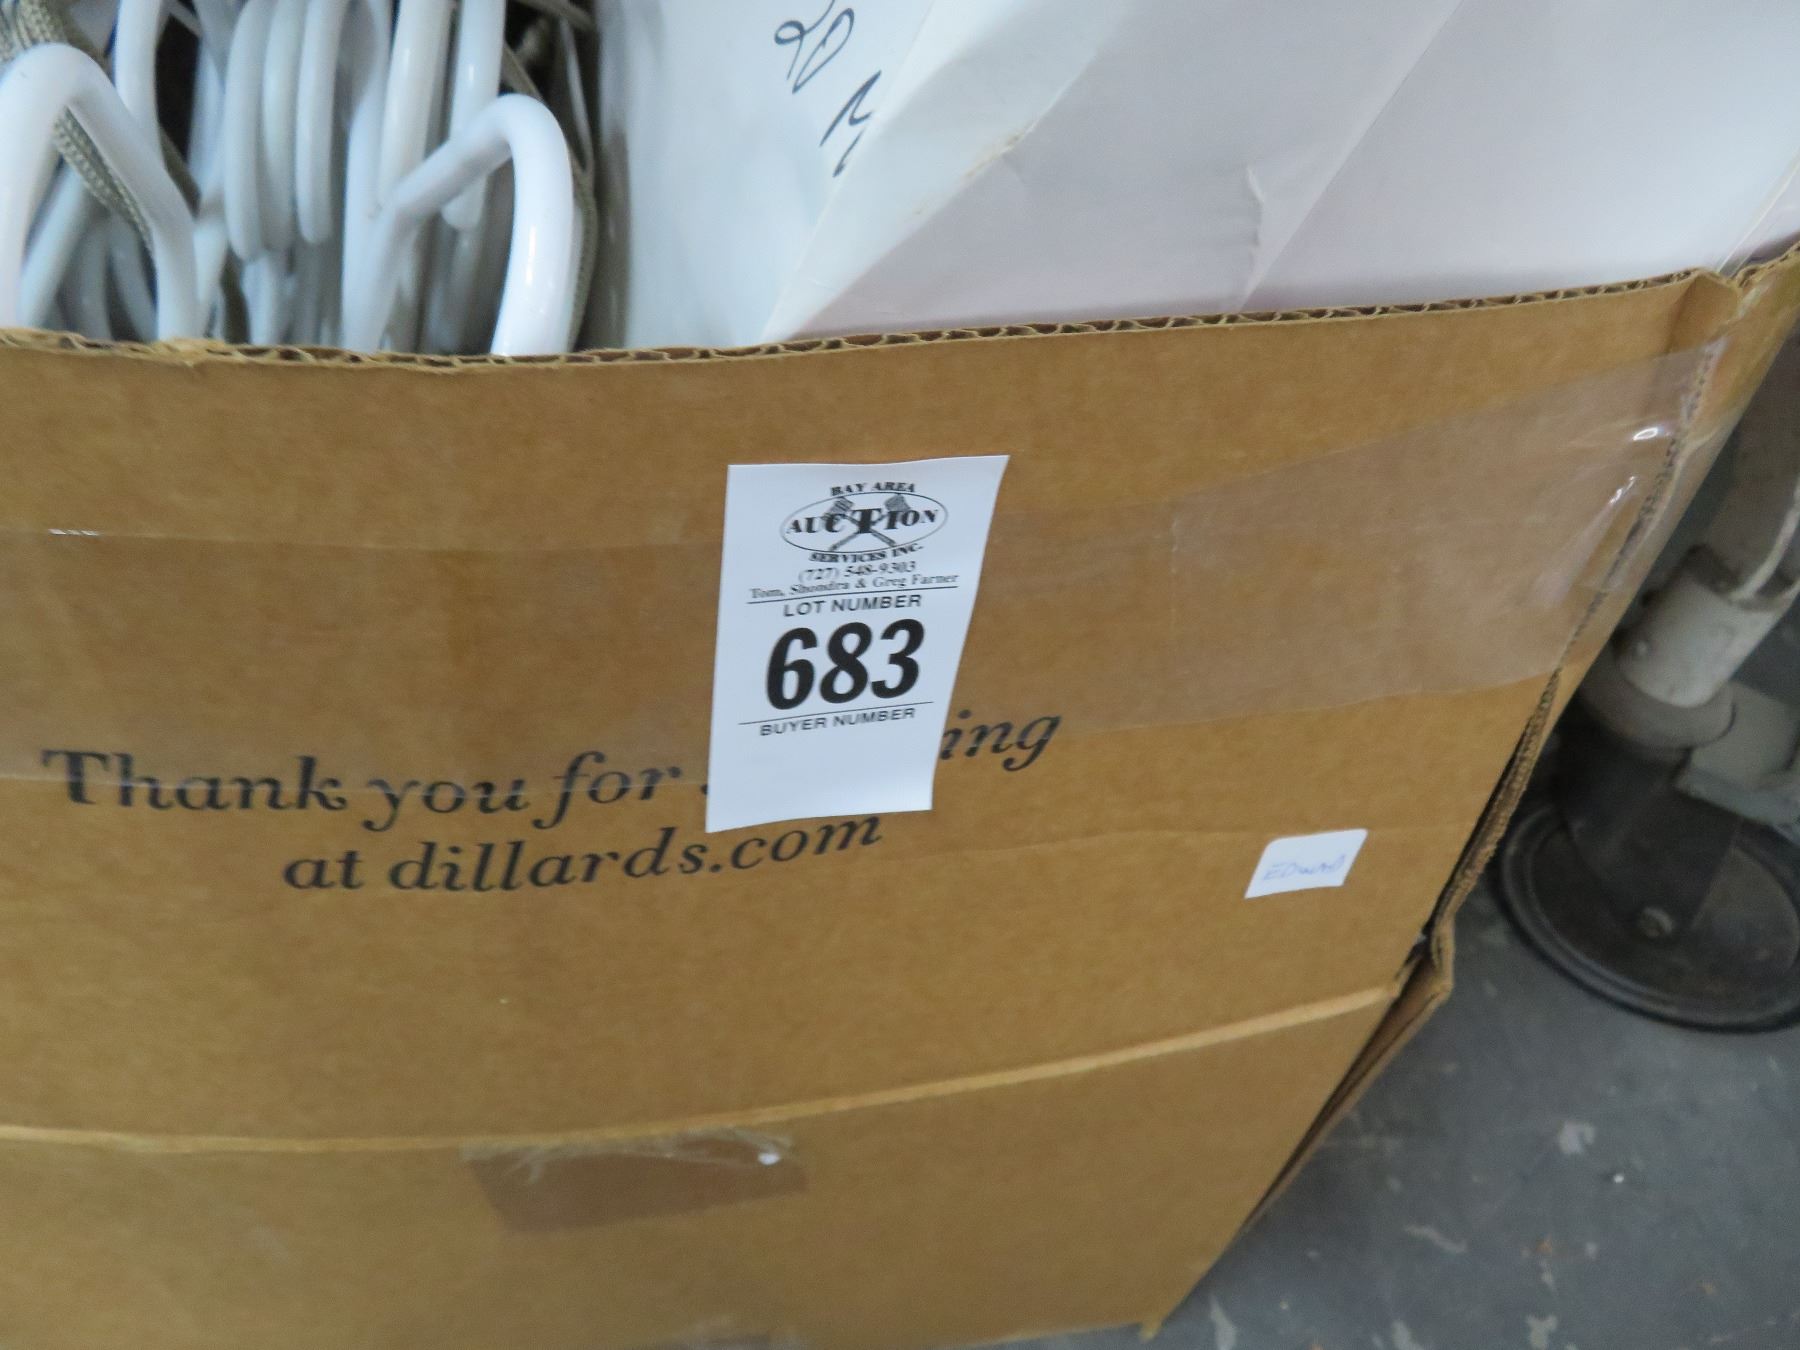 BAY AREA
AUCTION
SERVICES INC.
(727) 548-9303
Tom, Shondra & Greg Farner
LOT NUMBER
683
BUYER NUMBER
Thank you for ing
at dillards.com